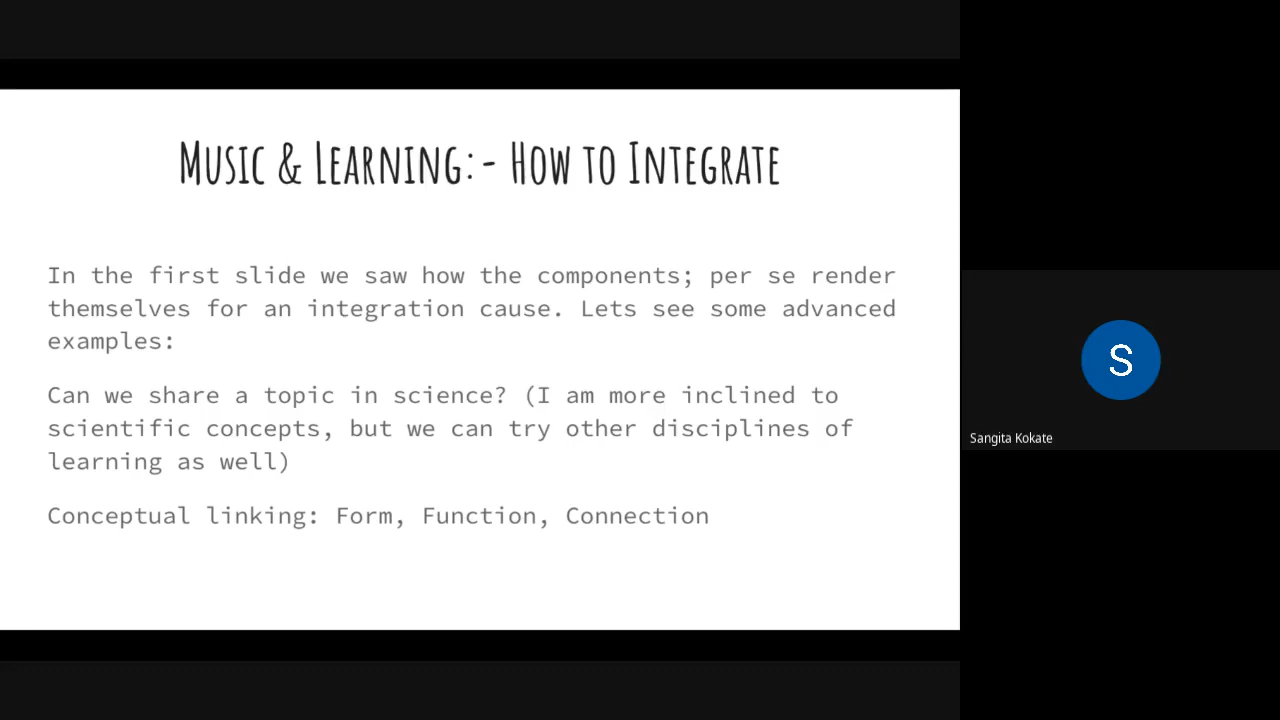 Music & Learning:- How to Integrate
In the first slide we saw how the components; per se render
themselves for an integration cause. Lets see some advanced
examples:
Can we share a topic in science? (I am more inclined to
scientific concepts, but we can try other disciplines of
learning as well)
Conceptual linking: Form, Function, Connection
S
Sangita Kokate